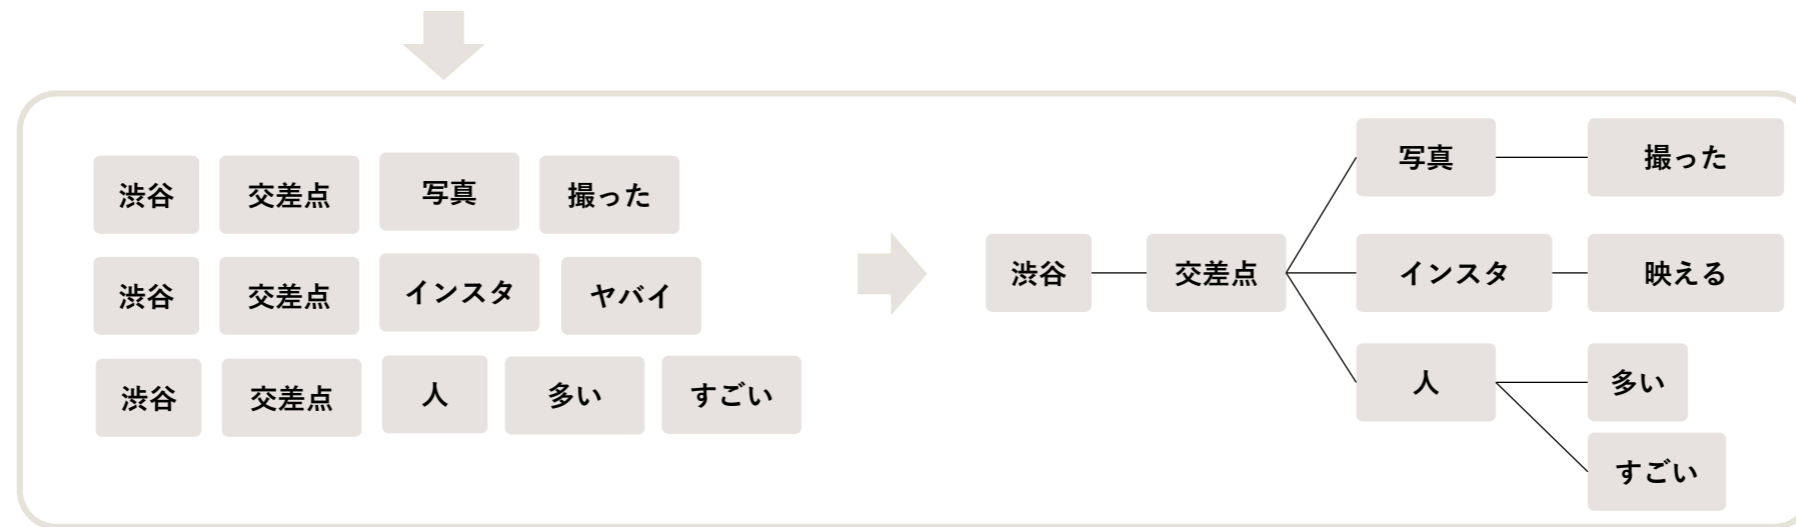 渋谷 交差点 写真 撮った
渋谷 交差点 インスタ ヤバイ
渋谷 交差点 人 多い すごい
写真 撮った
渋谷 交差点 インスタ 映える
人 多い
すごい